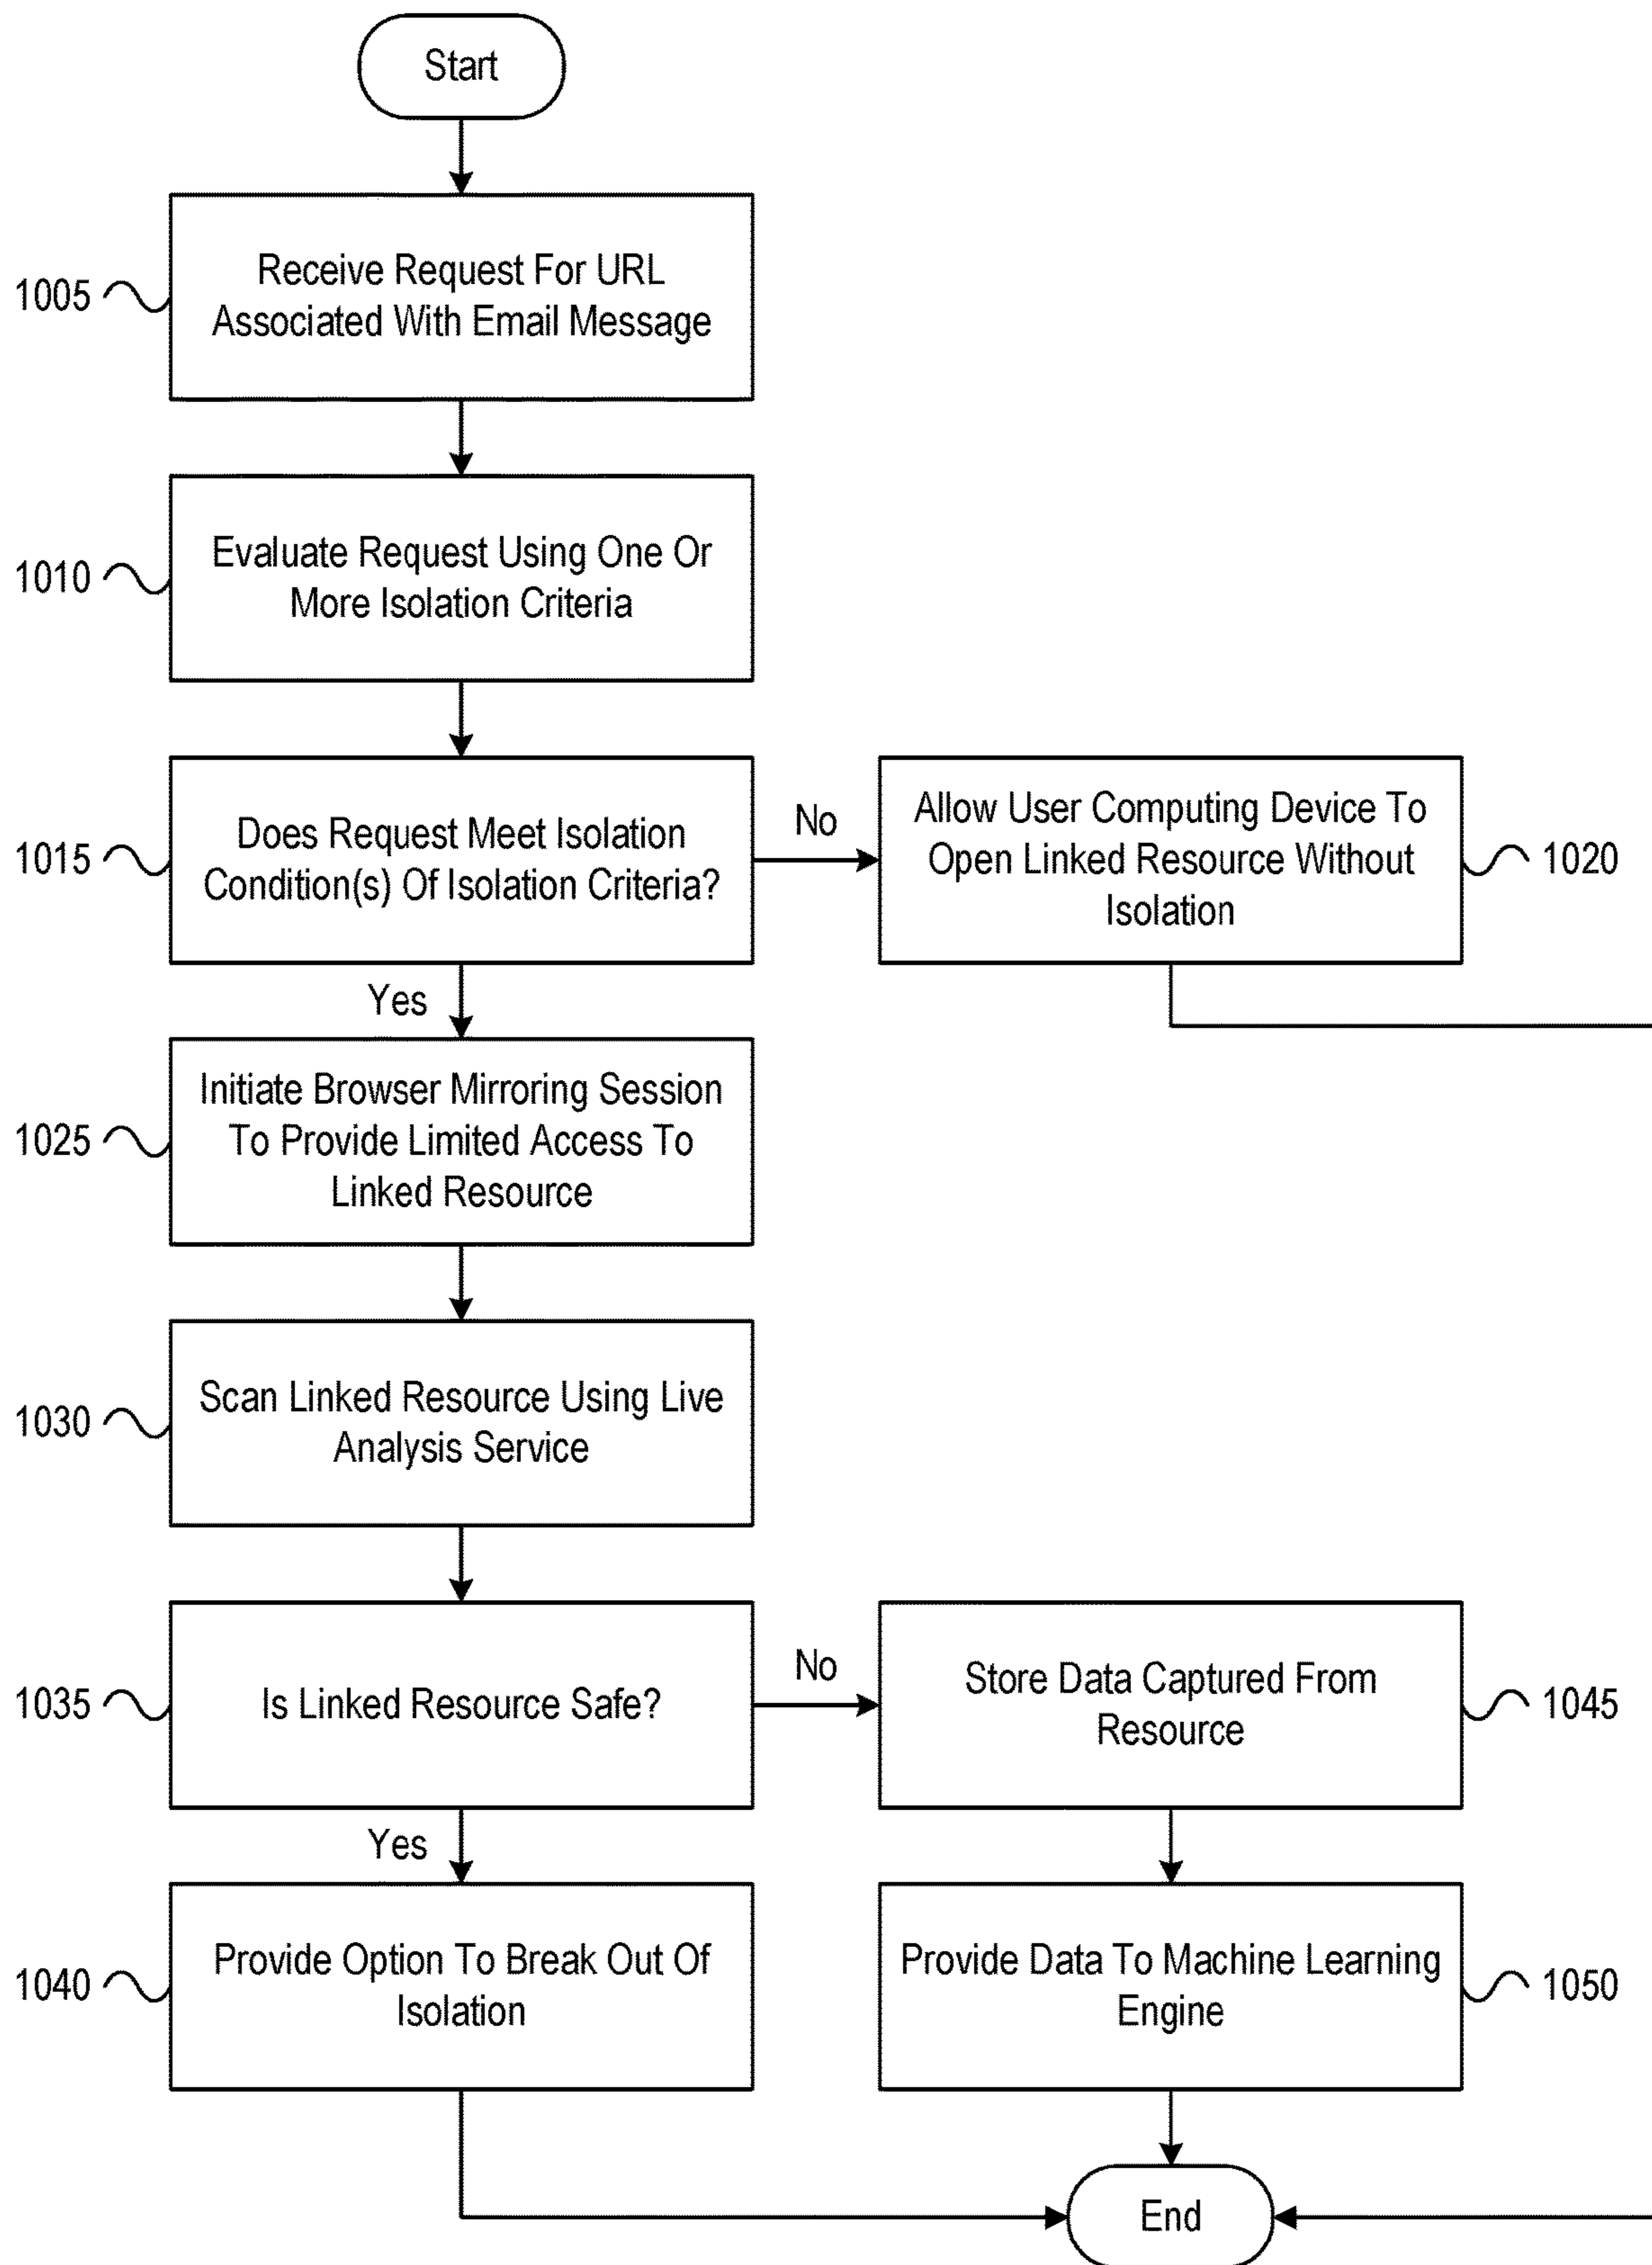 Start
1005
Receive Request For URL
Associated With Email Message
1010
Evaluate Request Using One Or
More Isolation Criteria
1015
Does Request Meet Isolation
Condition(s) Of Isolation Criteria?
No
Allow User Computing Device To
Open Linked Resource Without
Isolation
1020
Yes
1025
Initiate Browser Mirroring Session
To Provide Limited Access To
Linked Resource
1030
Scan Linked Resource Using Live
Analysis Service
1035
Is Linked Resource Safe?
No
Store Data Captured From
Resource
1045
Yes
1040
Provide Option To Break Out Of
Isolation
Provide Data To Machine Learning
Engine
1050
End